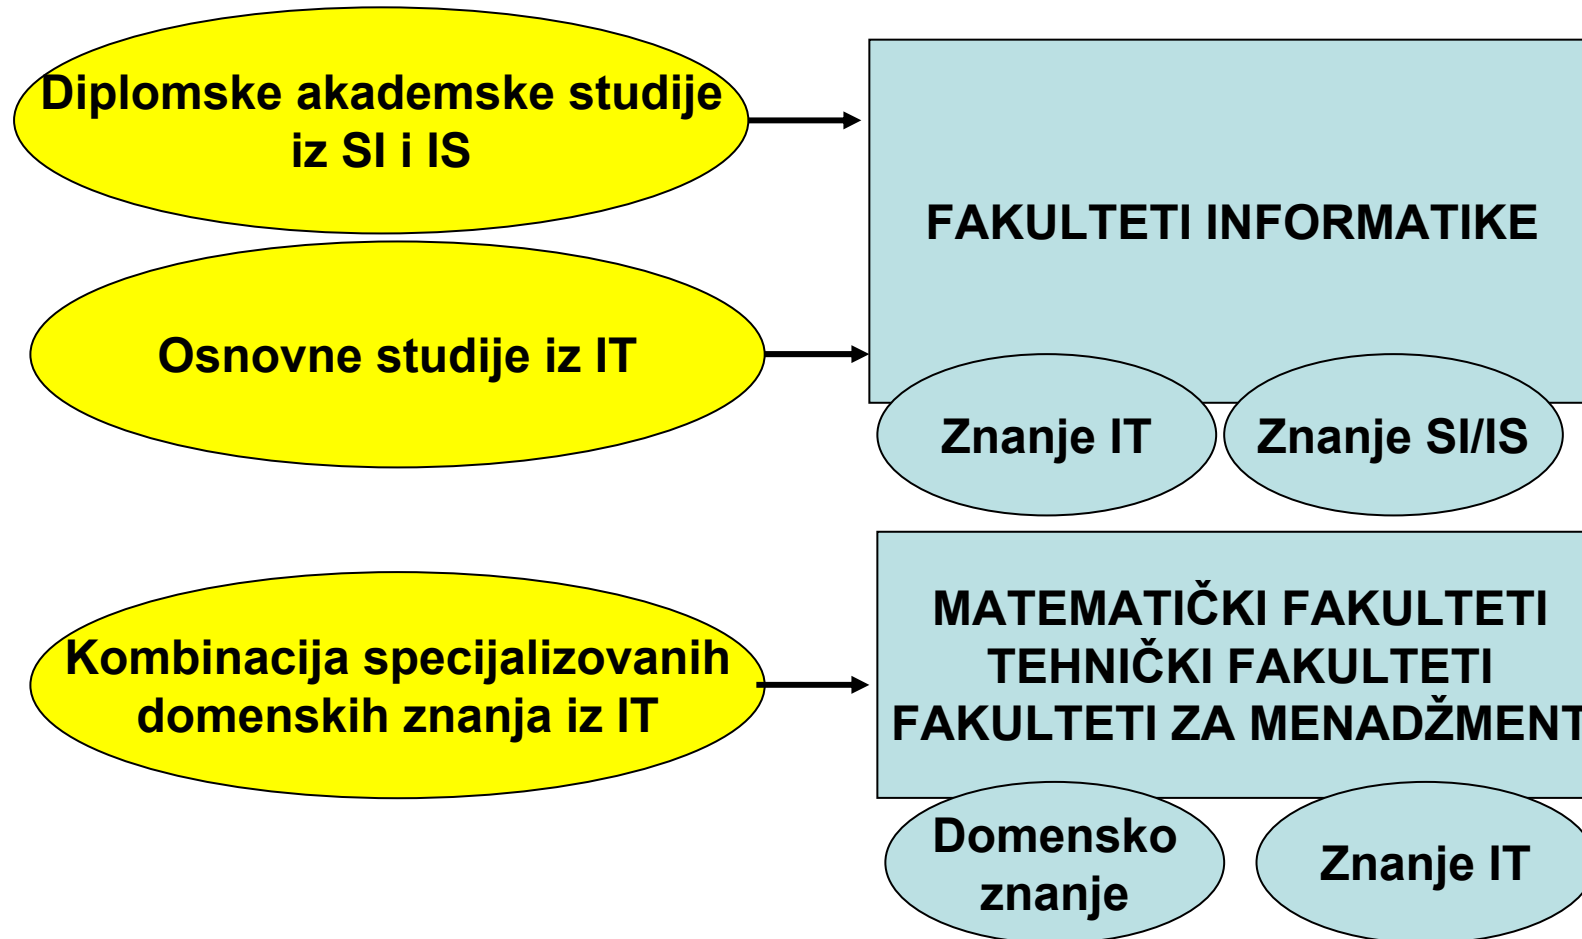 Diplomske akademske studije
iz SI i IS
FAKULTETI INFORMATIKE
Osnovne studije iz IT
Znanje IT
Znanje SI/IS
Kombinacija specijalizovanih
domenskih znanja iz IT
MATEMATIČKI FAKULTETI
TEHNIČKI FAKULTETI
FAKULTETI ZA MENADŽMENT
Domensko
znanje
Znanje IT